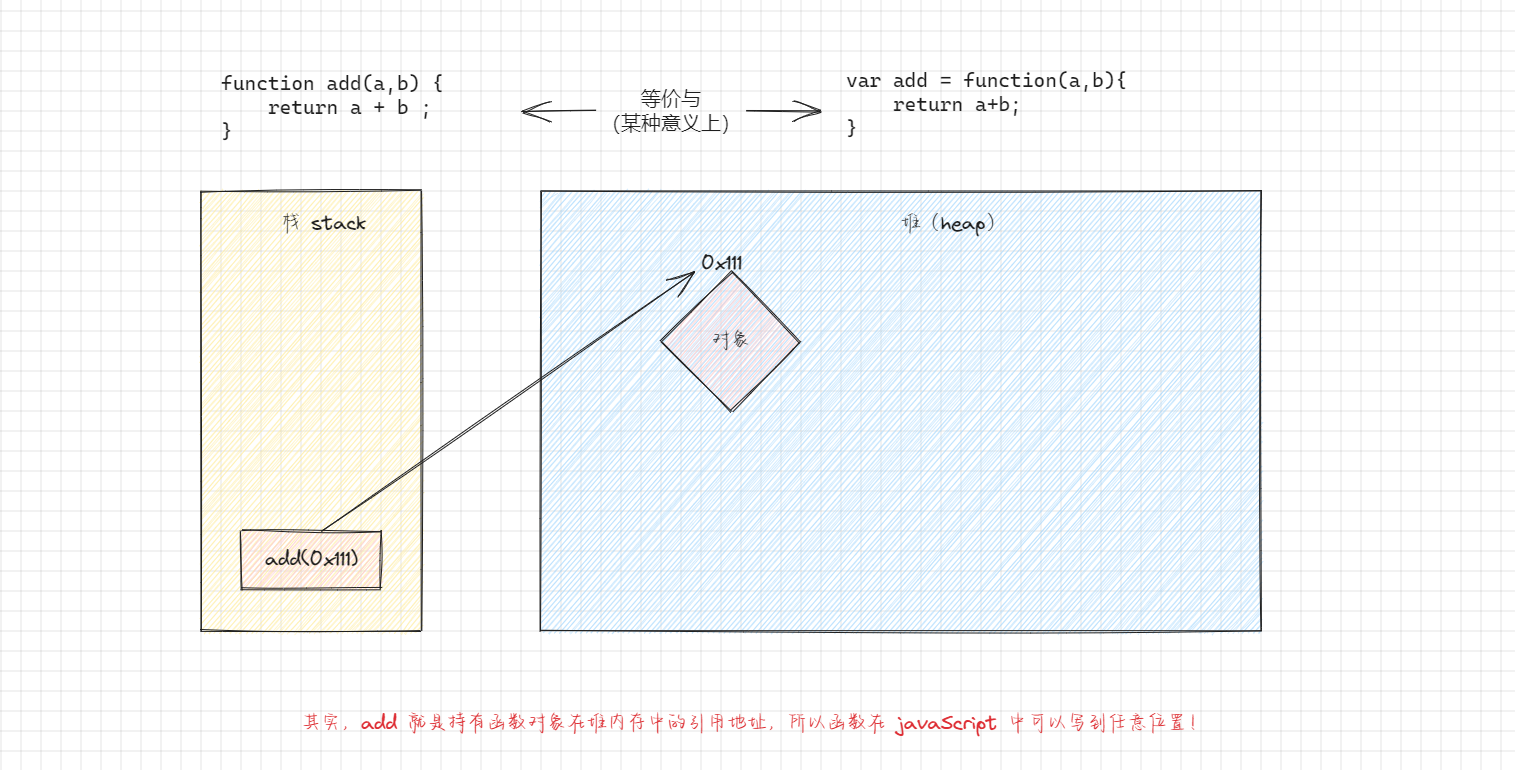 function add(a,b) {
    return a + b ;
}
等价与
（某种意义上）
var add = function(a,b){
    return a+b;
}
栈 stack
堆（heap）
0x111
对象
add(0x111)
其实，add 就是持有函数对象在堆内存中的引用地址，所以函数在 javaScript 中可以写到任意位置！